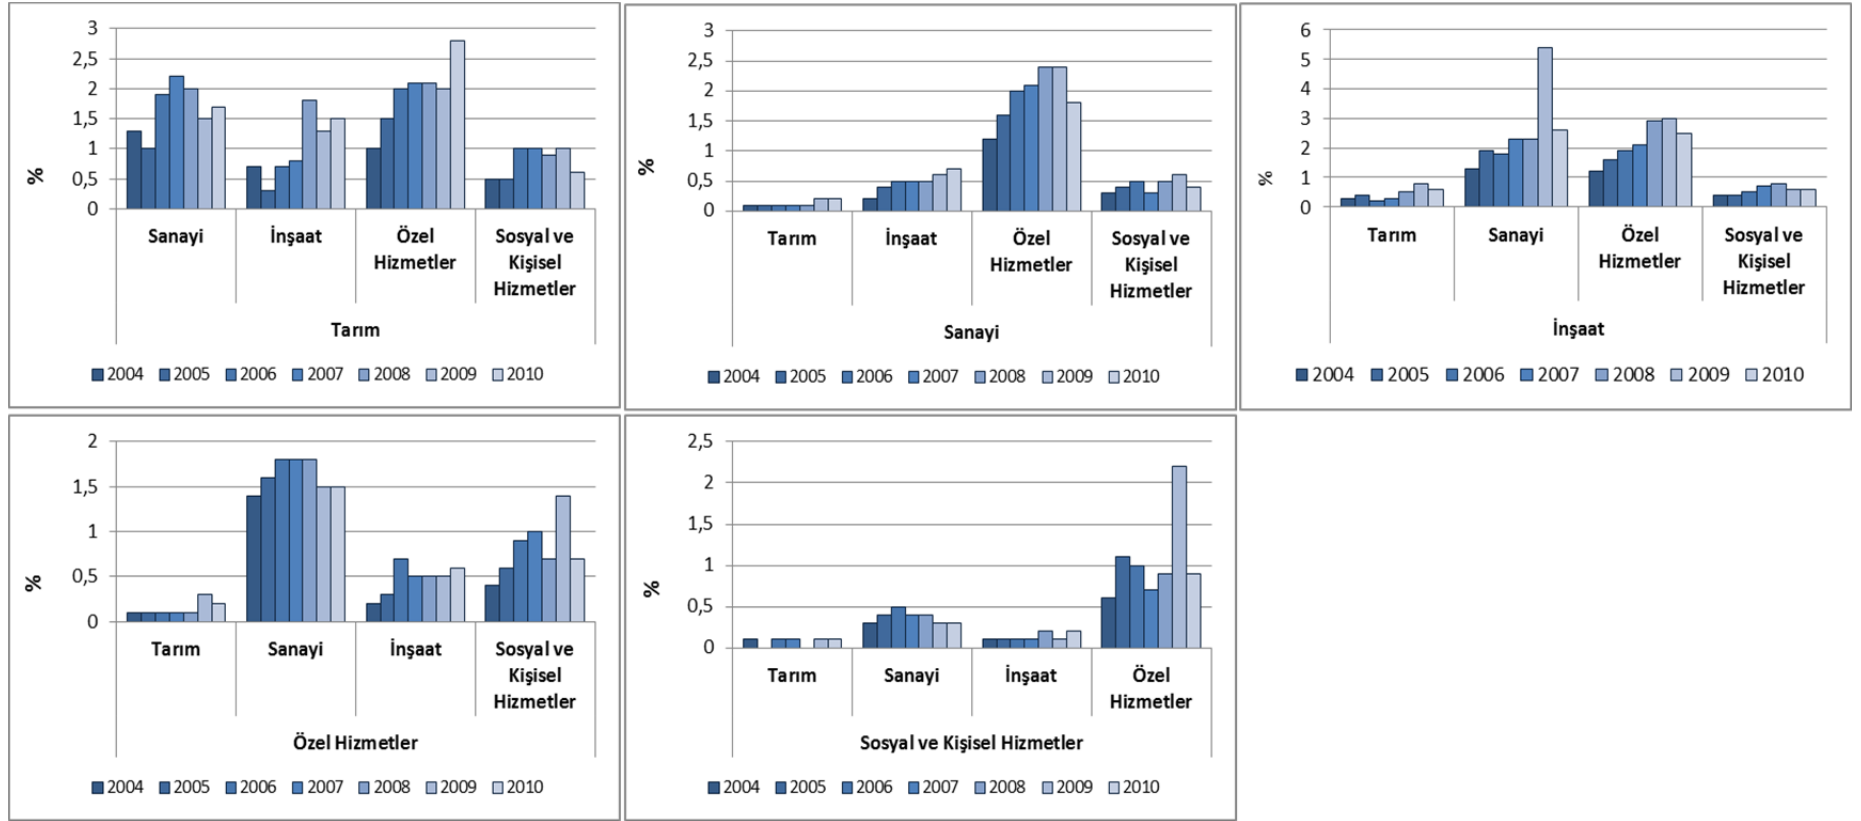 3
2,5
2
1,5
1
0,5
0
%
Sanayi İnşaat Özel Sosyal ve
Hizmetler Kişisel
Hizmetler
Tarım
2004 2005 2006 2007 2008 2009 2010
3
2,5
2
1,5
1
0,5
0
%
Tarım İnşaat Özel Sosyal ve
Hizmetler Kişisel
Hizmetler
Sanayi
2004 2005 2006 2007 2008 2009 2010
6
5
4
3
2
1
0
%
Tarım Sanayi Özel Sosyal ve
Hizmetler Kişisel
Hizmetler
İnşaat
2004 2005 2006 2007 2008 2009 2010
2
1,5
1
0,5
0
%
Tarım Sanayi İnşaat Sosyal ve
Kişisel
Hizmetler
Özel Hizmetler
2004 2005 2006 2007 2008 2009 2010
2,5
2
1,5
1
0,5
0
%
Tarım Sanayi İnşaat Özel
Hizmetler
Sosyal ve Kişisel Hizmetler
2004 2005 2006 2007 2008 2009 2010